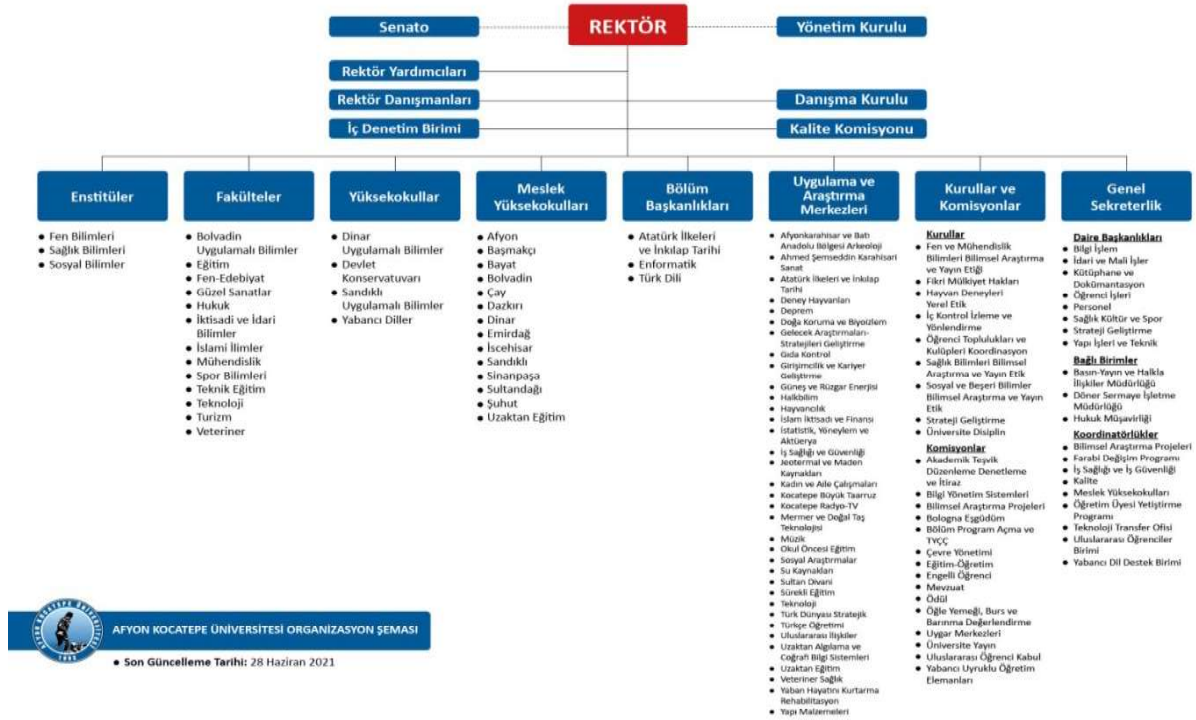 REKTÖR
Senato
Yönetim Kurulu
Rektör Yardımcıları
Rektör Danışmanları
Danışma Kurulu
İç Denetim Birimi
Kalite Komisyonu
Enstitüler
• Fen Bilimleri
• Sağlık Bilimleri
• Sosyal Bilimler
Fakülteler
• Bolvadin
Uygulamalı Bilimler
• Eğitim
• Fen-Edebiyat
• Güzel Sanatlar
• Hukuk
• İktisadi ve İdari
Bilimler
• İslami İlimler
• Mühendislik
• Spor Bilimleri
• Teknik Eğitim
• Teknoloji
• Turizm
• Veteriner
Yüksekokullar
• Dinar
Uygulamalı Bilimler
• Devlet
Konservatuvarı
• Sandıklı
Uygulamalı Bilimler
• Yabancı Diller
Meslek
Yüksekokulları
• Afyon
• Başmakçı
• Bayat
• Bolvadin
• Çay
• Dazkırı
• Dinar
• Emirdağ
• İscehisar
• Sandıklı
• Sinanpaşa
• Sultandağı
• Şuhut
• Uzaktan Eğitim
Bölüm
Başkanlıkları
• Atatürk İlkeleri
ve İnkılap Tarihi
• Enformatik
• Türk Dili
Uygulama ve
Araştırma
Merkezleri
• Afyonkarahisar ve Batı
Anadolu Bölgesi Arkeoloji
• Ahmed Şemseddin Karahisari
Sanat
• Atatürk İlkeleri ve İnkılap
Tarihi
• Deney Hayvanları
• Deprem
• Doğa Koruma ve Biyoizlem
• Gelecek Araştırmaları-
Stratejileri Geliştirme
• Gıda Kontrol
• Girişimcilik ve Kariyer
Geliştirme
• Güneş ve Rüzgar Enerjisi
• Halkbilim
• Hayvancılık
• İslam İktisadı ve Finansı
• İstatistik, Yöneylem ve
Aktüerya
• İş Sağlığı ve Güvenliği
• Jeotermal ve Maden
Kaynakları
• Kadın ve Aile Çalışmaları
• Kocatepe Büyük Taarruz
• Kocatepe Radyo-TV
• Mermer ve Doğal Taş
Teknolojisi
• Müzik
• Okul Öncesi Eğitim
• Sosyal Araştırmalar
• Su Kaynakları
• Sultan Divani
• Sürekli Eğitim
• Teknoloji
• Türk Dünyası Stratejik
• Türkçe Öğretimi
• Uluslararası İlişkiler
• Uzaktan Algılama ve
Coğrafi Bilgi Sistemleri
• Uzaktan Eğitim
• Veteriner Sağlık
• Yaban Hayatını Kurtarma
Rehabilitasyon
• Yapı Malzemeleri
Kurullar ve
Komisyonlar
Kurullar
• Fen ve Mühendislik
Bilimleri Bilimsel Araştırma
ve Yayın Etiği
• Fikri Mülkiyet Hakları
• Hayvan Deneyleri
Yerel Etik
• İç Kontrol İzleme ve
Yönlendirme
• Öğrenci Toplulukları ve
Kulüpleri Koordinasyon
• Sağlık Bilimleri Bilimsel
Araştırma ve Yayın Etik
• Sosyal ve Beşeri Bilimler
Bilimsel Araştırma ve Yayın
Etik
• Strateji Geliştirme
• Üniversite Disiplin
Komisyonlar
• Akademik Teşvik
Düzenleme Denetleme
ve İtiraz
• Bilgi Yönetim Sistemleri
• Bilimsel Araştırma Projeleri
• Bologna Eşgüdüm
• Bölüm Program Açma ve
TYÇÇ
• Çevre Yönetimi
• Eğitim-Öğretim
• Engelli Öğrenci
• Mevzuat
• Ödül
• Öğle Yemeği, Burs ve
Barınma Değerlendirme
• Uygar Merkezleri
• Üniversite Yayın
• Uluslararası Öğrenci Kabul
• Yabancı Uyruklu Öğretim
Elemanları
Genel
Sekreterlik
Daire Başkanlıkları
• Bilgi İşlem
• İdari ve Mali İşler
• Kütüphane ve
Dokümantasyon
• Öğrenci İşleri
• Personel
• Sağlık Kültür ve Spor
• Strateji Geliştirme
• Yapı İşleri ve Teknik
Bağlı Birimler
• Basın-Yayın ve Halkla
İlişkiler Müdürlüğü
• Döner Sermaye İşletme
Müdürlüğü
• Hukuk Müşavirliği
Koordinatörlükler
• Bilimsel Araştırma Projeleri
• Farabi Değişim Programı
• İş Sağlığı ve İş Güvenliği
• Kalite
• Meslek Yüksekokulları
• Öğretim Üyesi Yetiştirme
Programı
• Teknoloji Transfer Ofisi
• Uluslararası Öğrenciler
Birimi
• Yabancı Dil Destek Birimi
AFYON KOCATEPE ÜNİVERSİTESİ
1992
AFYON KOCATEPE ÜNİVERSİTESİ ORGANİZASYON ŞEMASI
• Son Güncelleme Tarihi: 28 Haziran 2021